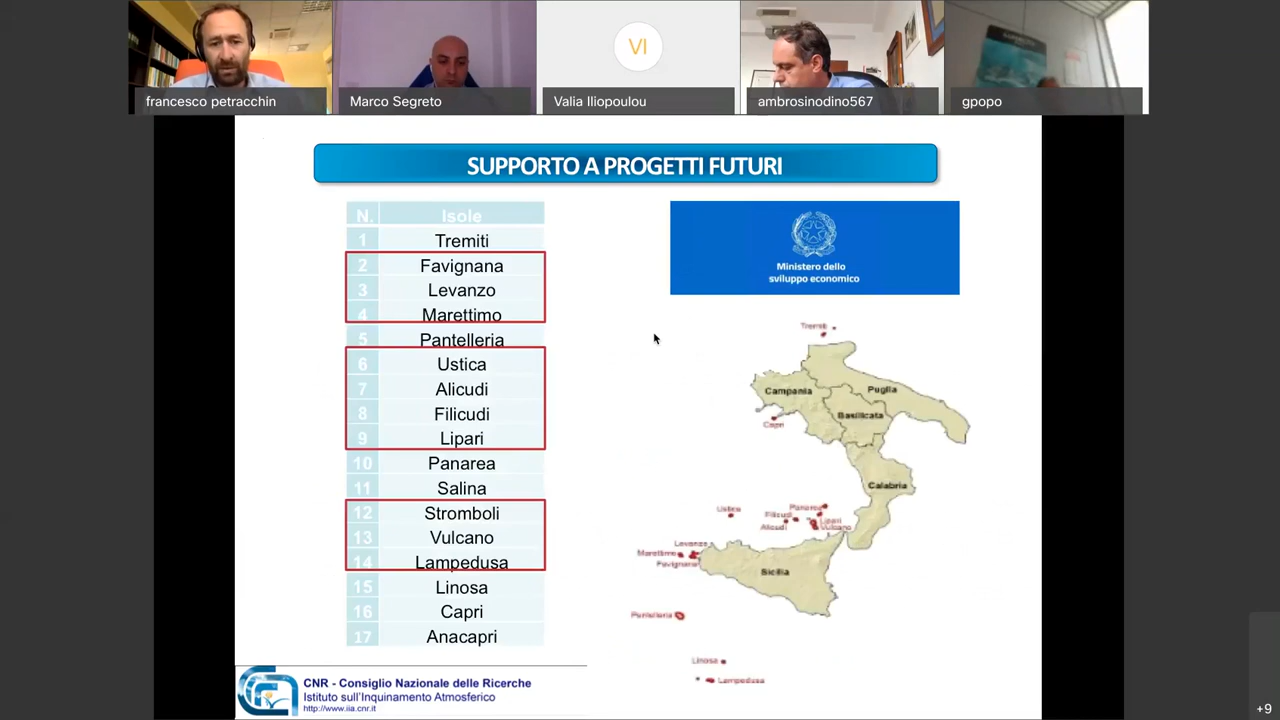 VI
francesco petracchin
Marco Segreto
Valia Iliopoulou
ambrosinodino567
gpopo
SUPPORTO A PROGETTI FUTURI
N. Isole
1 Tremiti
2 Favignana
3 Levanzo
4 Marettimo
5 Pantelleria
6 Ustica
7 Alicudi
8 Filicudi
9 Lipari
10 Panarea
11 Salina
12 Stromboli
13 Vulcano
14 Lampedusa
15 Linosa
16 Capri
17 Anacapri
Ministero dello
sviluppo economico
Tremiti
Campania
Puglia
Basilicata
Capri
Calabria
Ustica
Panarea
Filicudi
Lipari
Alicudi
Vulcano
Levanzo
Marettimo
Favignana
Sicilia
Pantelleria
Linosa
Lampedusa
CNR - Consiglio Nazionale delle Ricerche
Istituto sull'Inquinamento Atmosferico
http://www.iia.cnr.it
+9